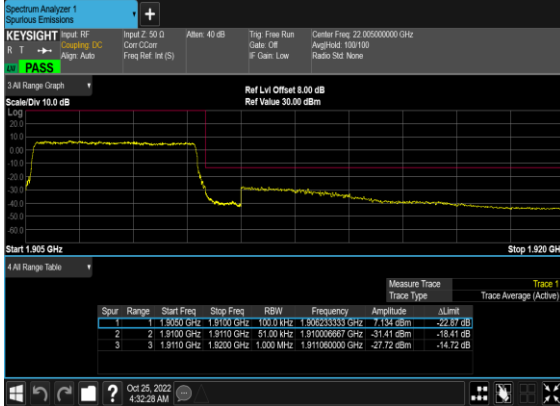 Spectrum Analyzer 1
Spurious Emissions
+
KEYSIGHT Input: RF Input Z: 50 Ω Atten: 40 dB Trig: Free Run Center Freq: 22.005000000 GHz
R T Coupling: DC Corr CCorr Gate: Off Avg|Hold: 100/100
Align: Auto Freq Ref: Int (S) IF Gain: Low Radio Std: None
PASS
3 All Range Graph
Ref Lvl Offset 8.00 dB
Scale/Div 10.0 dB Ref Value 30.00 dBm
Log
20.0
10.0
0.00
-10.0
-20.0
-30.0
-40.0
-50.0
-60.0
Start 1.905 GHz Stop 1.920 GH
4 All Range Table
Measure Trace Trace 1
Trace Type Trace Average (Active)
Spur Range Start Freq Stop Freq RBW Frequency Amplitude ΔLimit
1 1 1.9050 GHz 1.9100 GHz 100.0 kHz 1.906233333 GHz 7.134 dBm -22.87 dB
2 2 1.9100 GHz 1.9110 GHz 51.00 kHz 1.910006667 GHz -31.41 dBm -18.41 dB
3 3 1.9110 GHz 1.9200 GHz 1.000 MHz 1.911060000 GHz -27.72 dBm -14.72 dB
? Oct 25, 2022
4:32:28 AM